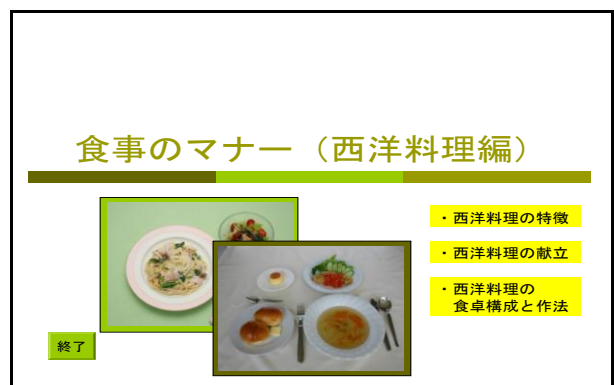 食事のマナー（西洋料理編）
・西洋料理の特徴
・西洋料理の献立
・西洋料理の
食卓構成と作法
終了